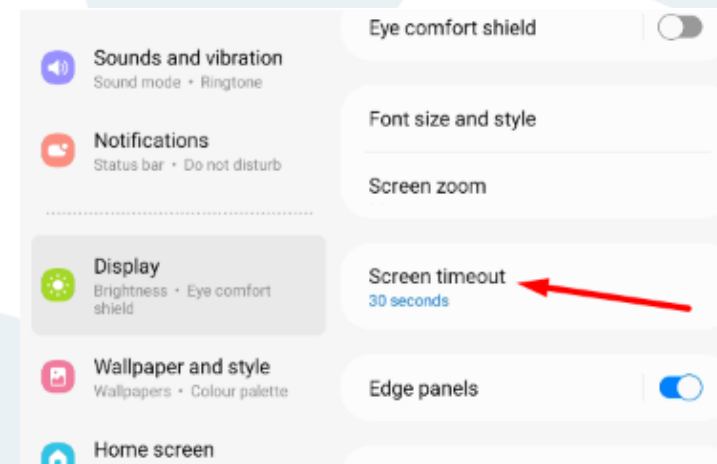 Sounds and vibration
Sound mode • Ringtone
Notifications
Status bar • Do not disturb
Display
Brightness • Eye comfort
shield
Wallpaper and style
Wallpapers • Colour palette
Home screen
Eye comfort shield
Font size and style
Screen zoom
Screen timeout
30 seconds
Edge panels